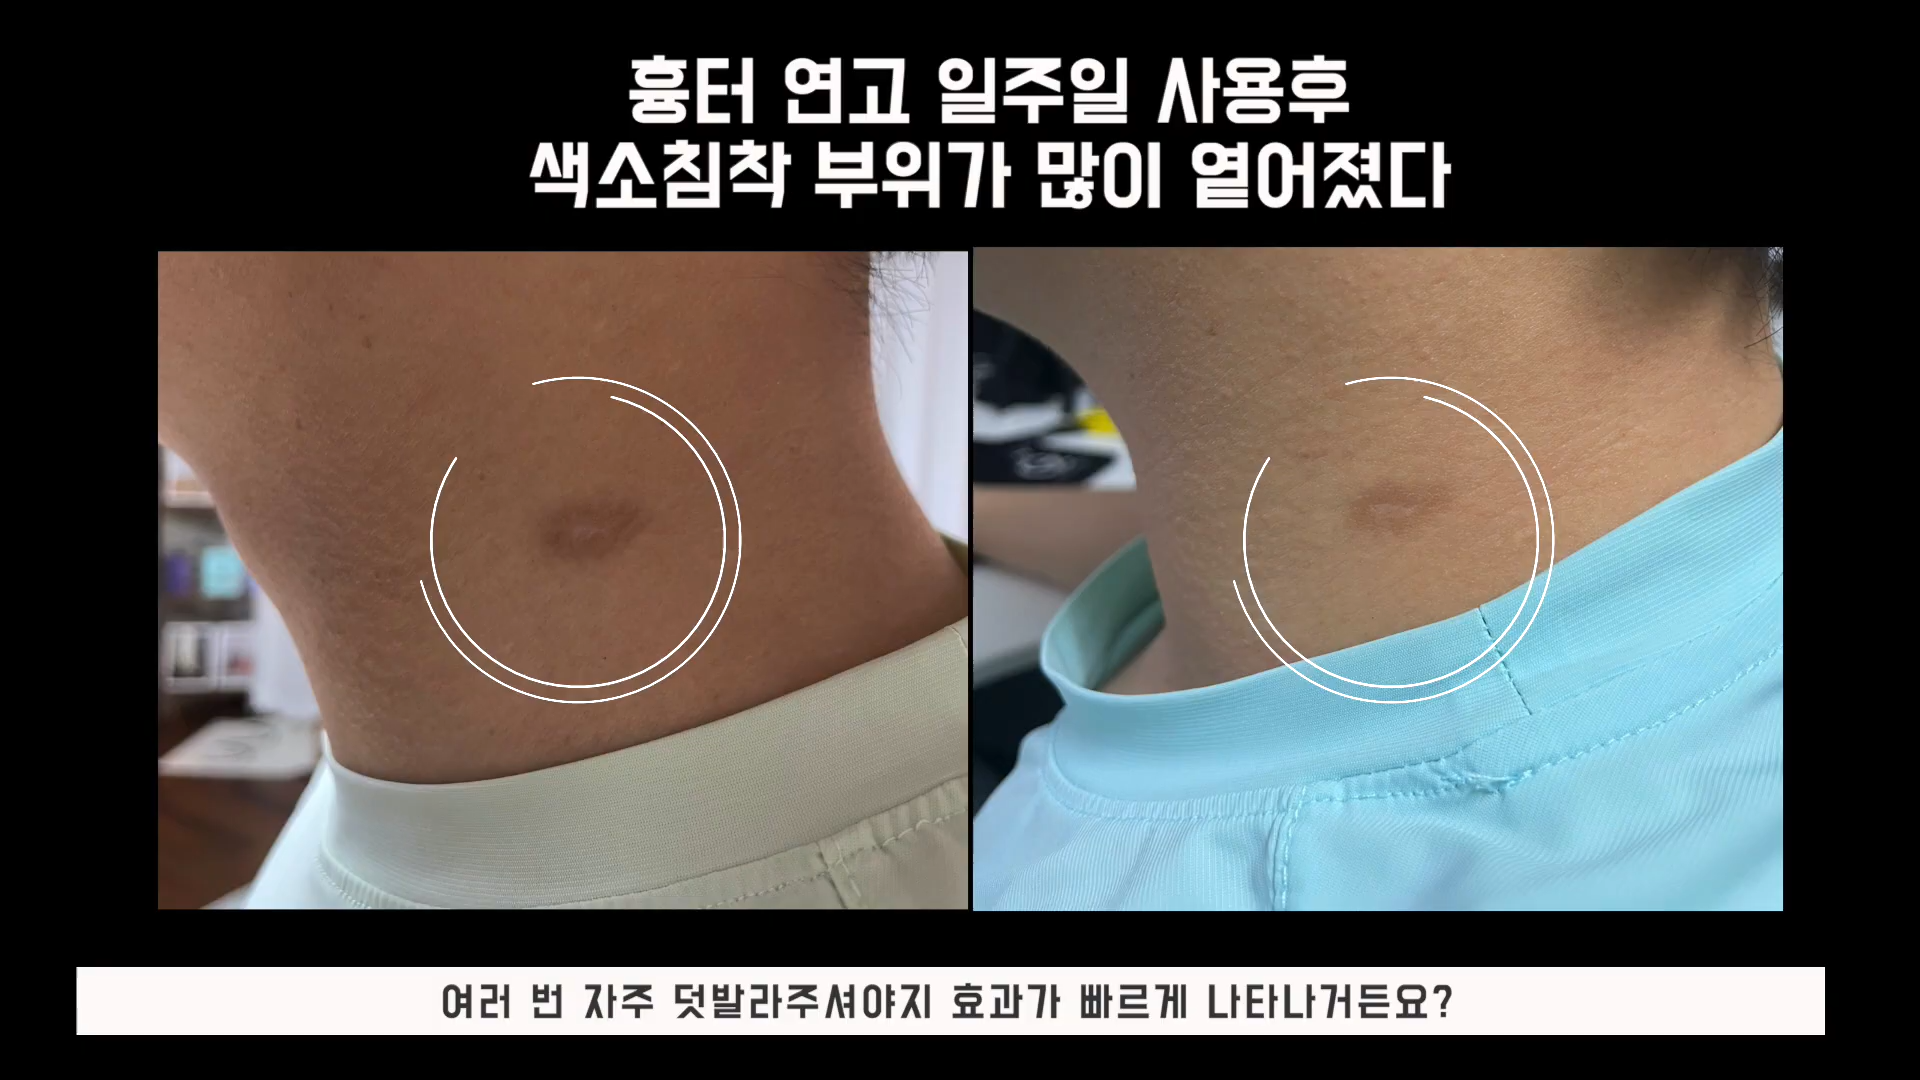 흉터 연고 일주일 사용후
색소침착 부위가 많이 옅어졌다
여러 번 자주 덧발라주셔야지 효과가 빠르게 나타나거든요?